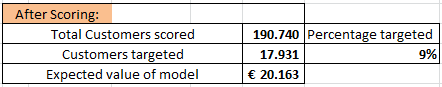 After Scoring:
Total Customers scored 190.740 Percentage targeted
Customers targeted 17.931 9%
Expected value of model € 20.163